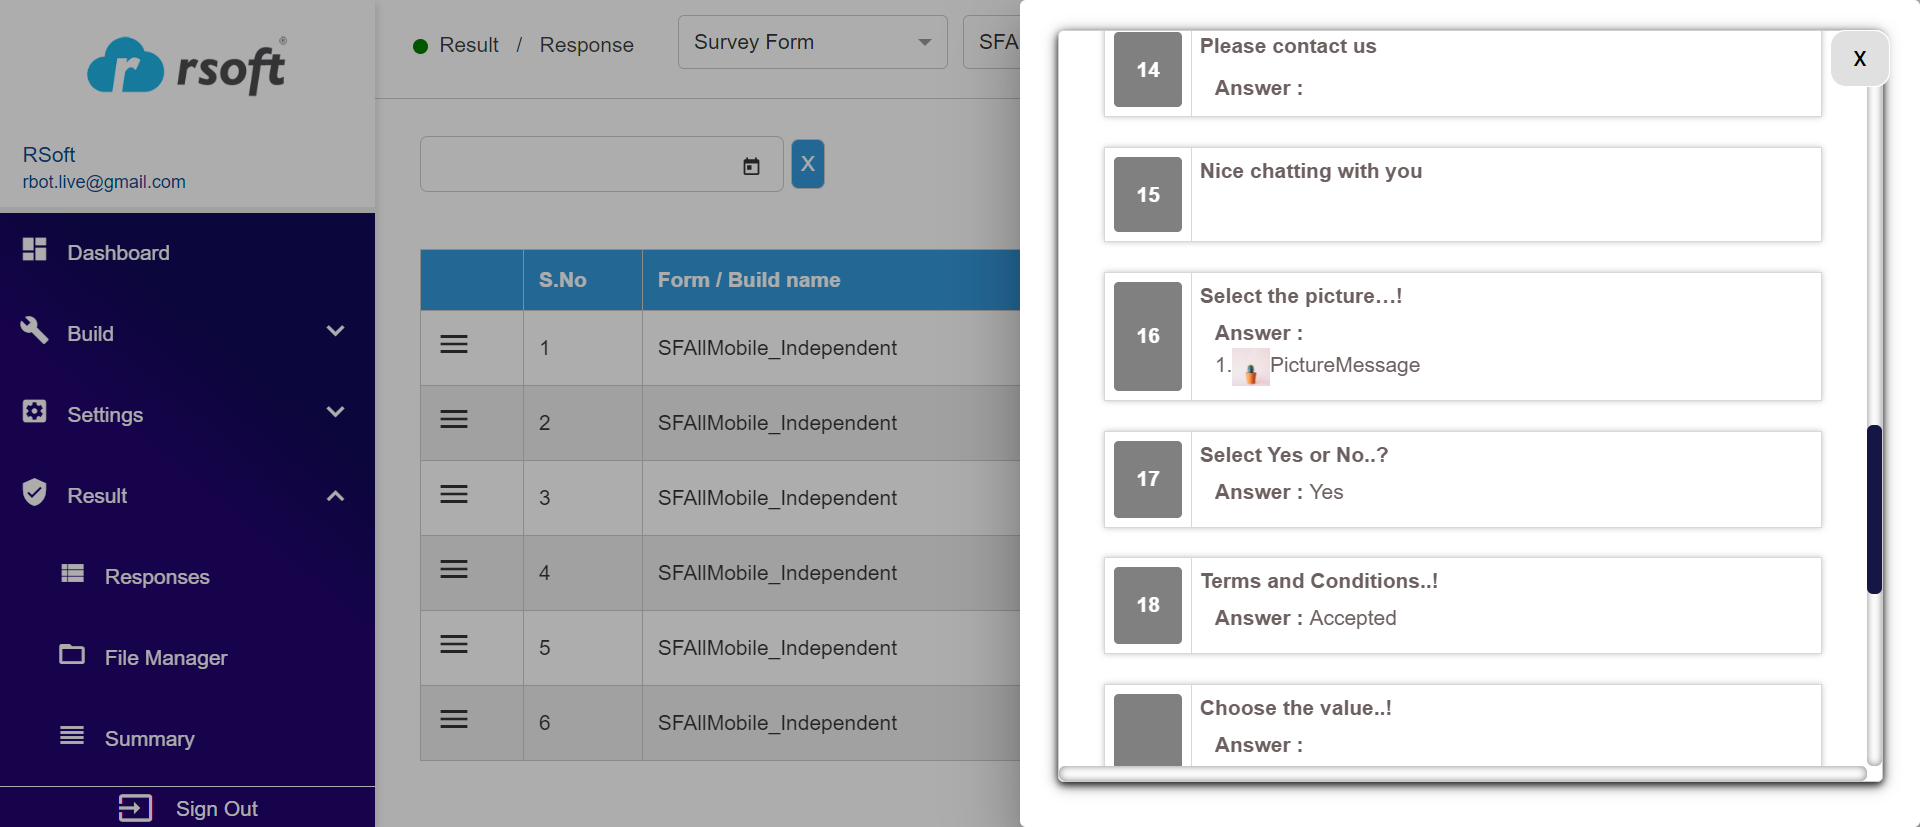 rsoft
®
RSoft
rbot.live@gmail.com
Dashboard
Build
Settings
Result
Responses
File Manager
Summary
Sign Out
Result / Response
Survey Form
SFA
X
S.No Form / Build name
1 SFAllMobile_Independent
2 SFAllMobile_Independent
3 SFAllMobile_Independent
4 SFAllMobile_Independent
5 SFAllMobile_Independent
6 SFAllMobile_Independent
X
14 Please contact us
Answer :
15 Nice chatting with you
16 Select the picture...!
Answer :
1. PictureMessage
17 Select Yes or No..?
Answer : Yes
18 Terms and Conditions..!
Answer : Accepted
Choose the value..!
Answer :